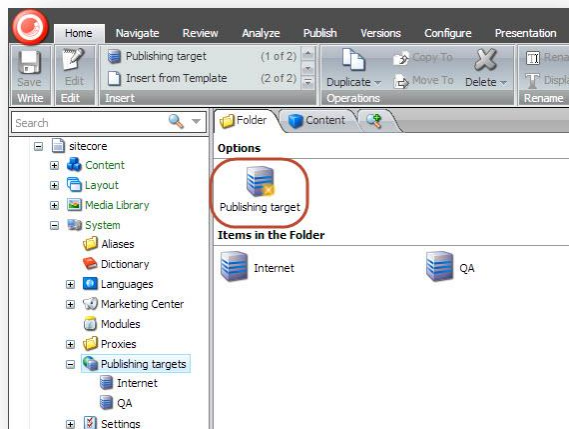 Home Navigate Review Analyze Publish Versions Configure Presentation
Save
Write
Edit
Edit
Publishing target (1 of 2)
Insert from Template (2 of 2)
Insert
Duplicate
Copy To
Move To
Delete
Operations
Rename
Search
Folder Content
sitecore
Content
Layout
Media Library
System
Aliases
Dictionary
Languages
Marketing Center
Modules
Proxies
Publishing targets
Internet
QA
Settings
Options
Publishing target
Items in the Folder
Internet QA